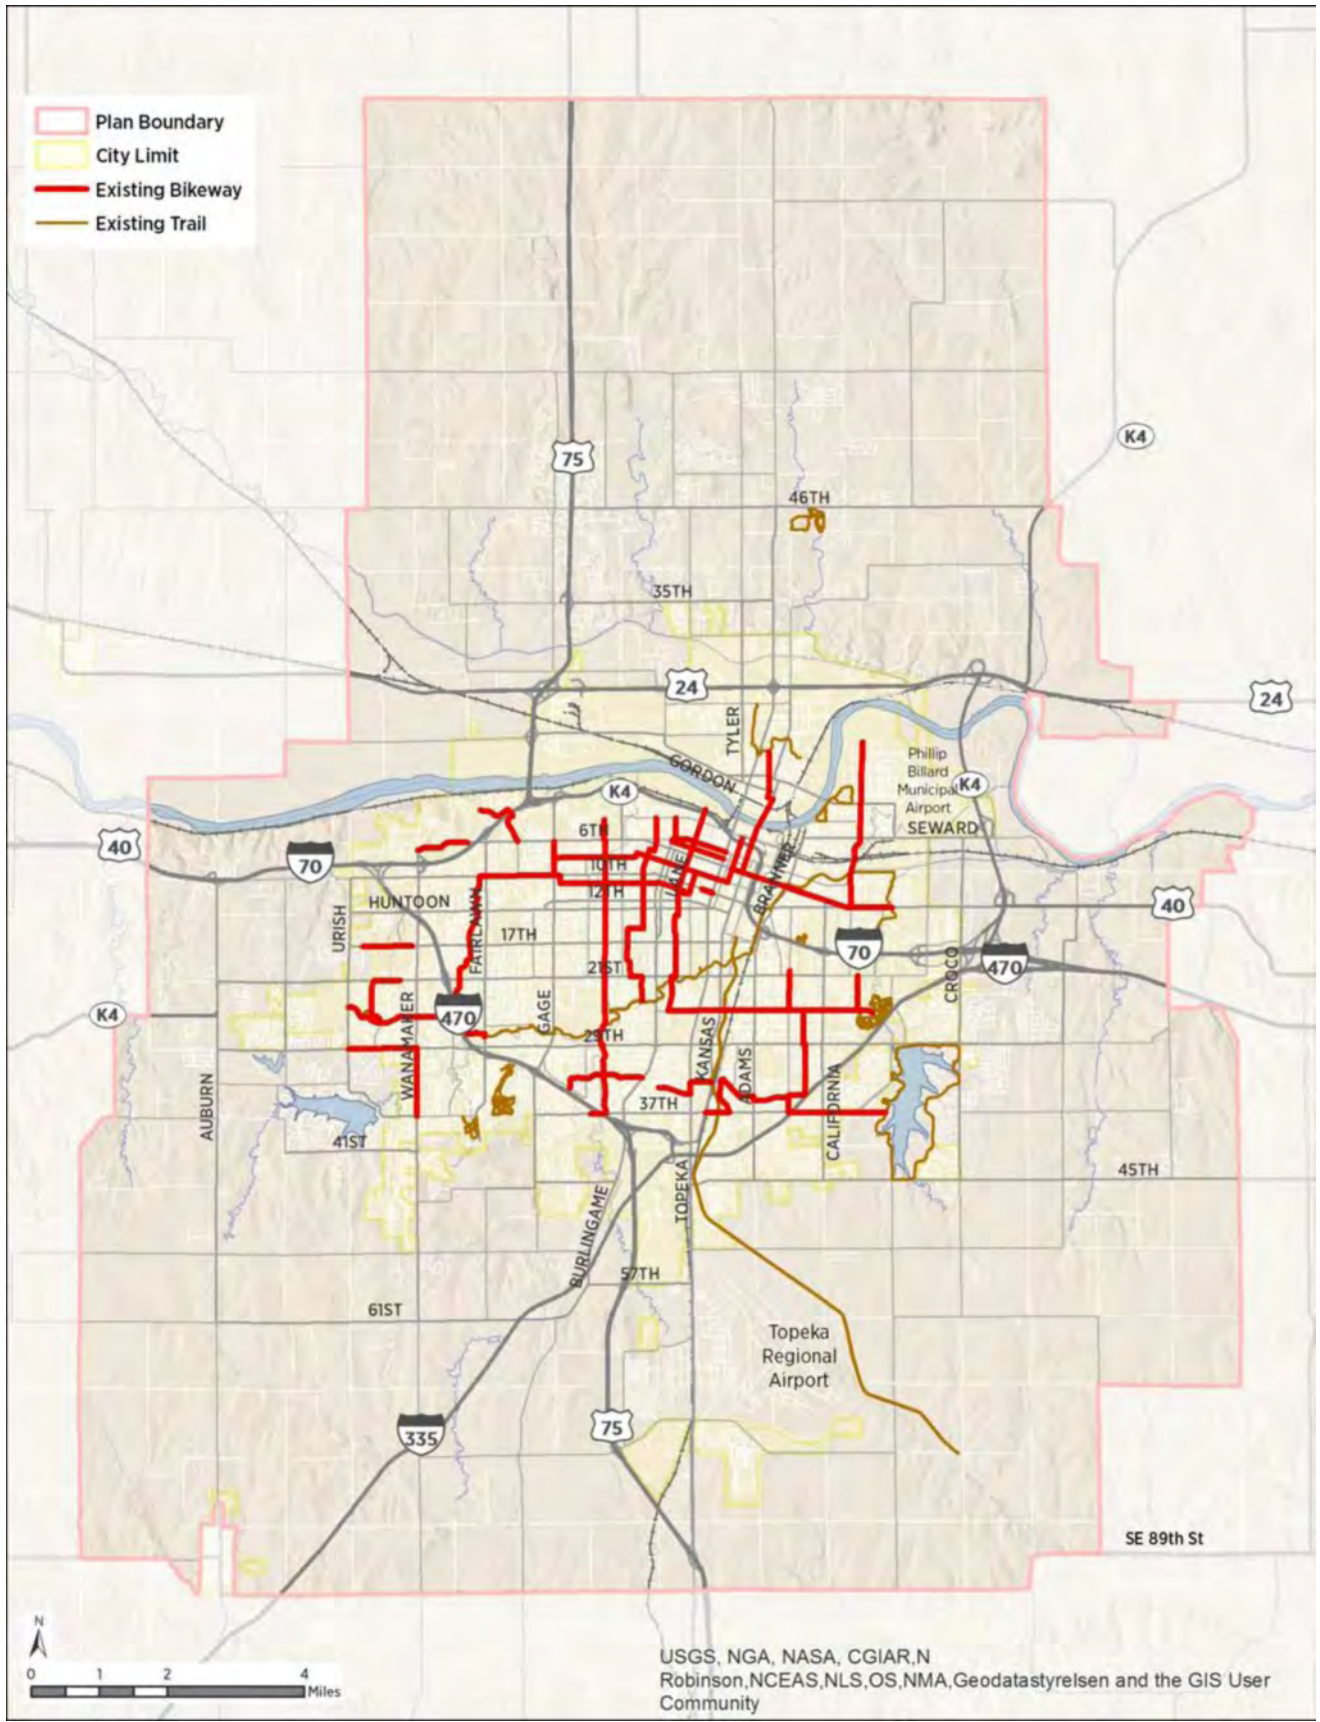 Plan Boundary
City Limit
Existing Bikeway
Existing Trail
K4
75
46TH
35TH
24
24
TYLER
GORDON
Phillip
Billard
Municipal
Airport
K4
K4
SEWARD
40
6TH
70
10TH
LANE
BRANNER
12TH
HUNTOON
40
URISH
FAIRLAWN
17TH
70
21ST
470
CROCO
K4
WANAMAKER
470
GAGE
29TH
KANSAS
ADAMS
AUBURN
37TH
CALIFORNIA
41ST
45TH
TOPEKA
BURLINGAME
57TH
61ST
Topeka
Regional
Airport
335
75
SE 89th St
N
0 1 2 4
Miles
USGS, NGA, NASA, CGIAR,N
Robinson,NCEAS,NLS,OS,NMA,Geodatastyrelsen and the GIS User
Community